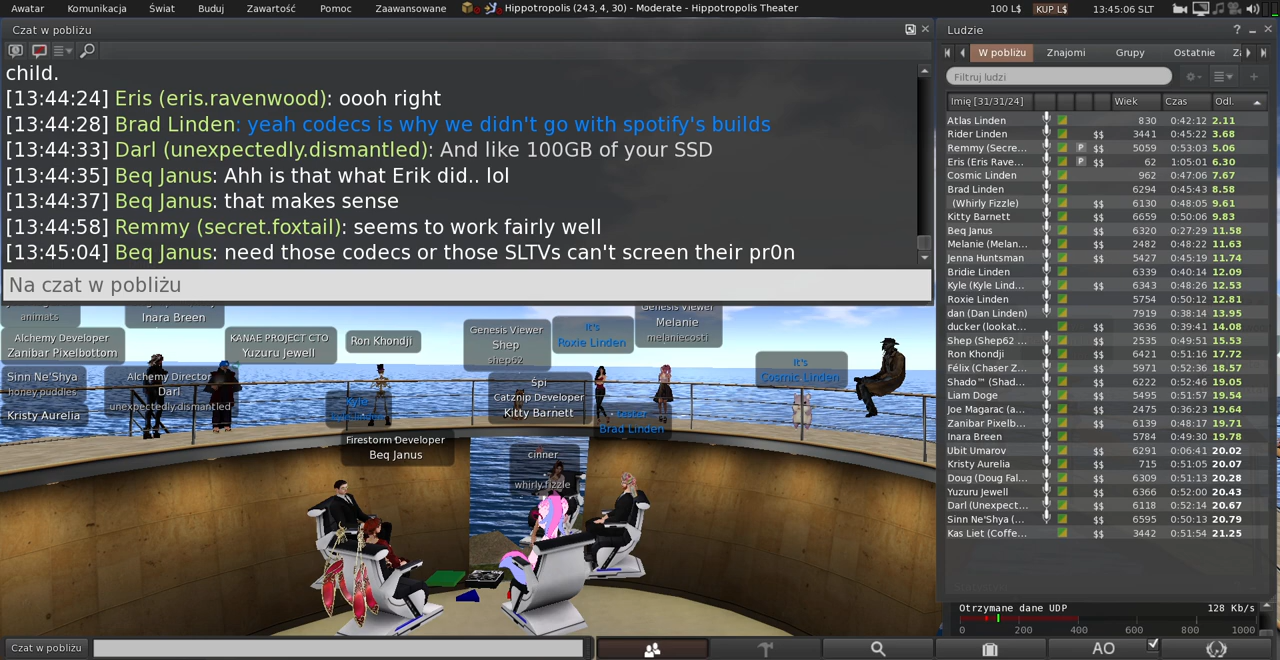 Awatar Komunikacja Świat Buduj Zawartość Pomoc Zaawansowane Hippotropolis (243, 4, 30) - Moderate - Hippotropolis Theater 100 L$ KUP L$ 13:45:06 SLT
Czat w pobliżu
child.
[13:44:24] Eris (eris.ravenwood): oooh right
[13:44:28] Brad Linden: yeah codecs is why we didn't go with spotify's builds
[13:44:33] Darl (unexpectedly.dismantled): And like 100GB of your SSD
[13:44:35] Beq Janus: Ahh is that what Erik did.. lol
[13:44:37] Beq Janus: that makes sense
[13:44:58] Remmy (secret.foxtail): seems to work fairly well
[13:45:04] Beq Janus: need those codecs or those SLTVs can't screen their pr0n
Na czat w pobliżu
animats
Inara Breen
Alchemy Developer
Zanibar Pixelbottom
KANAE PROJECT CTO
Yuzuru Jewell
Ron Khondji
Genesis Viewer
Shep
shep62
It's
Roxie Linden
Genesis Viewer
Melanie
melaniecosti
It's
Cosmic Linden
Sinn Ne'Shya
honey.puddles
Alchemy Director
Darl
unexpectedly.dismantled
Kristy Aurelia
Kyle
Śpi
Catznip Developer
Kitty Barnett
Brad Linden
Firestorm Developer
Beq Janus
cinner
whirly.fizzle
Ludzie
W pobliżu Znajomi Grupy Ostatnie
Filtruj ludzi
Imię [31/31/24] Wiek Czas Odl.
Atlas Linden 830 0:42:12 2.11
Rider Linden $$ 3441 0:45:22 3.68
Remmy (Secre... P $$ 5059 0:53:03 5.06
Eris (Eris Rave... P $$ 62 1:05:01 6.30
Cosmic Linden 962 0:47:06 7.67
Brad Linden 6294 0:45:43 8.58
(Whirly Fizzle) $$ 6130 0:48:05 9.61
Kitty Barnett $$ 6659 0:50:06 9.83
Beq Janus $$ 6320 0:27:29 11.58
Melanie (Melan... $$ 2482 0:48:22 11.63
Jenna Huntsman $$ 5427 0:45:19 11.74
Bridie Linden 6339 0:40:14 12.09
Kyle (Kyle Lind... $$ 6343 0:48:26 12.53
Roxie Linden 5754 0:50:12 12.81
dan (Dan Linden) 7919 0:38:14 13.95
ducker (lookat... $$ 3636 0:39:41 14.08
Shep (Shep62 ... $$ 2535 0:49:51 15.53
Ron Khondji $$ 6421 0:51:16 17.72
Félix (Chaser Z... $$ 5971 0:52:36 18.57
Shado™ (Shad... $$ 6222 0:52:46 19.05
Liam Doge $$ 5495 0:51:57 19.54
Joe Magarac (a... $$ 2475 0:36:23 19.64
Zanibar Pixelb... $$ 6139 0:48:17 19.71
Inara Breen 5784 0:49:30 19.78
Ubit Umarov $$ 6291 0:06:41 20.02
Kristy Aurelia $$ 715 0:51:05 20.07
Doug (Doug Fal... $$ 6309 0:51:13 20.28
Yuzuru Jewell $$ 6366 0:52:00 20.43
Darl (Unexpect... $$ 6118 0:52:14 20.67
Sinn Ne'Shya (... $$ 6595 0:50:13 20.79
Kas Liet (Coffe... $$ 3442 0:51:54 21.25
Otrzymane dane UDP 128 Kb/s
0 200 400 600 800 1000
Czat w pobliżu AO